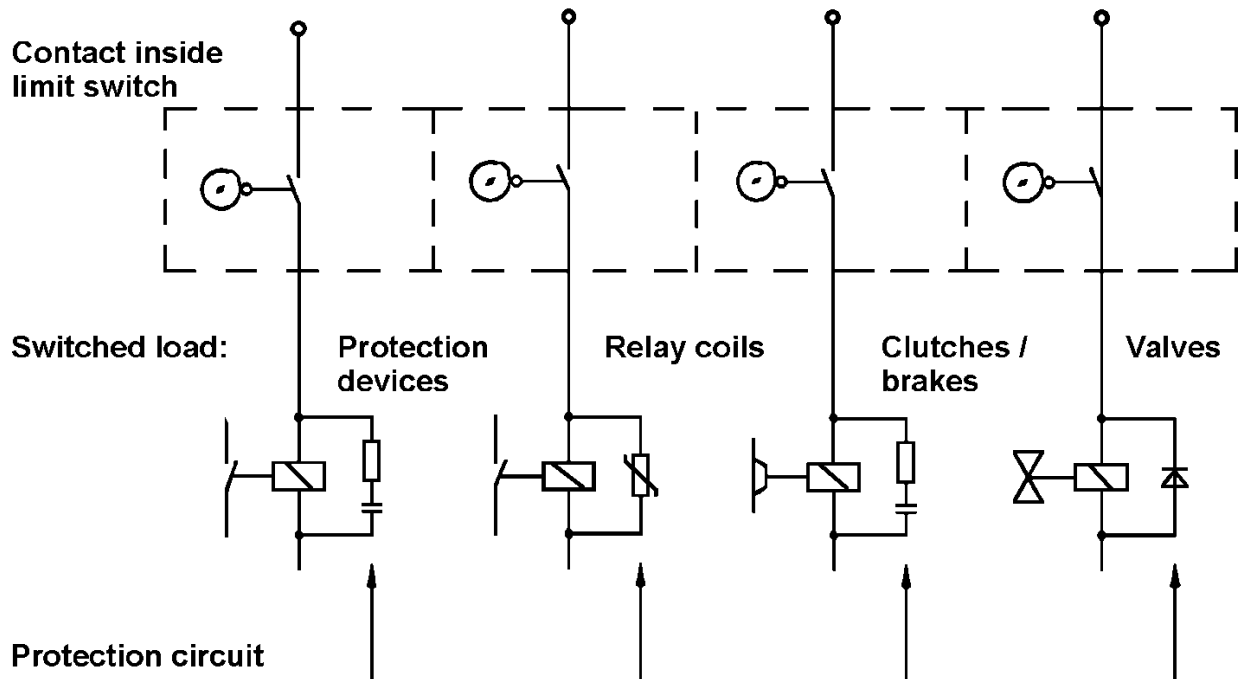 Contact inside
limit switch
Switched load:
Protection
devices
Relay coils
Clutches /
brakes
Valves
Protection circuit